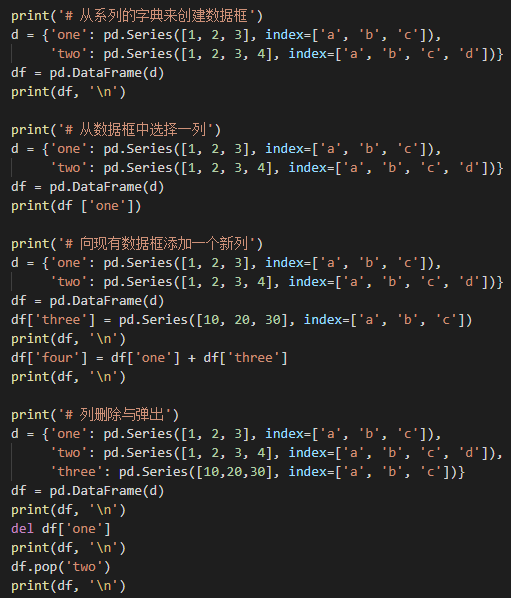 print('# 从系列的字典来创建数据框')
d = {'one': pd.Series([1, 2, 3], index=['a', 'b', 'c']),
     'two': pd.Series([1, 2, 3, 4], index=['a', 'b', 'c', 'd'])}
df = pd.DataFrame(d)
print(df, '\n')

print('# 从数据框中选择一列')
d = {'one': pd.Series([1, 2, 3], index=['a', 'b', 'c']),
     'two': pd.Series([1, 2, 3, 4], index=['a', 'b', 'c', 'd'])}
df = pd.DataFrame(d)
print(df ['one'])

print('# 向现有数据框添加一个新列')
d = {'one': pd.Series([1, 2, 3], index=['a', 'b', 'c']),
     'two': pd.Series([1, 2, 3, 4], index=['a', 'b', 'c', 'd'])}
df = pd.DataFrame(d)
df['three'] = pd.Series([10, 20, 30], index=['a', 'b', 'c'])
print(df, '\n')
df['four'] = df['one'] + df['three']
print(df, '\n')

print('# 列删除与弹出')
d = {'one': pd.Series([1, 2, 3], index=['a', 'b', 'c']),
     'two': pd.Series([1, 2, 3, 4], index=['a', 'b', 'c', 'd']),
     'three': pd.Series([10,20,30], index=['a', 'b', 'c'])}
df = pd.DataFrame(d)
print(df, '\n')
del df['one']
print(df, '\n')
df.pop('two')
print(df, '\n')